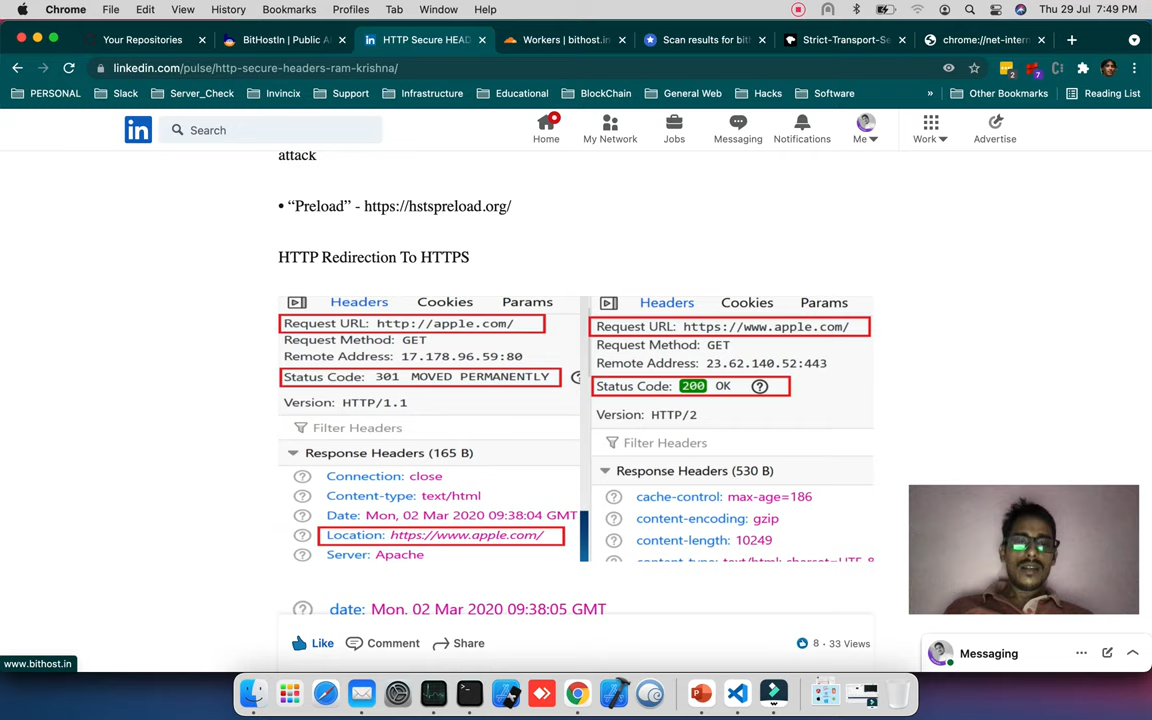 Chrome File Edit View History Bookmarks Profiles Tab Window Help Thu 29 Jul 7:49 PM
Your Repositories BitHostIn | Public A HTTP Secure HEAD Workers | bithost.in Scan results for bit Strict-Transport-Se chrome://net-intern
linkedin.com/pulse/http-secure-headers-ram-krishna/ 2 7
PERSONAL Slack Server_Check Invincix Support Infrastructure Educational BlockChain General Web Hacks Software » Other Bookmarks Reading List
in Search Home My Network Jobs Messaging Notifications Me Work Advertise
attack
• “Preload” - https://hstspreload.org/
HTTP Redirection To HTTPS
Headers Cookies Params
Request URL: http://apple.com/
Request Method: GET
Remote Address: 17.178.96.59:80
Status Code: 301 MOVED PERMANENTLY
Version: HTTP/1.1
Filter Headers
Response Headers (165 B)
Connection: close
Content-type: text/html
Date: Mon, 02 Mar 2020 09:38:04 GMT
Location: https://www.apple.com/
Server: Apache
Headers Cookies Params
Request URL: https://www.apple.com/
Request Method: GET
Remote Address: 23.62.140.52:443
Status Code: 200 OK
Version: HTTP/2
Filter Headers
Response Headers (530 B)
cache-control: max-age=186
content-encoding: gzip
content-length: 10249
content-type: text/html; charset=UTF-8
date: Mon, 02 Mar 2020 09:38:05 GMT
Like Comment Share 8 · 33 Views
Messaging
www.bithost.in